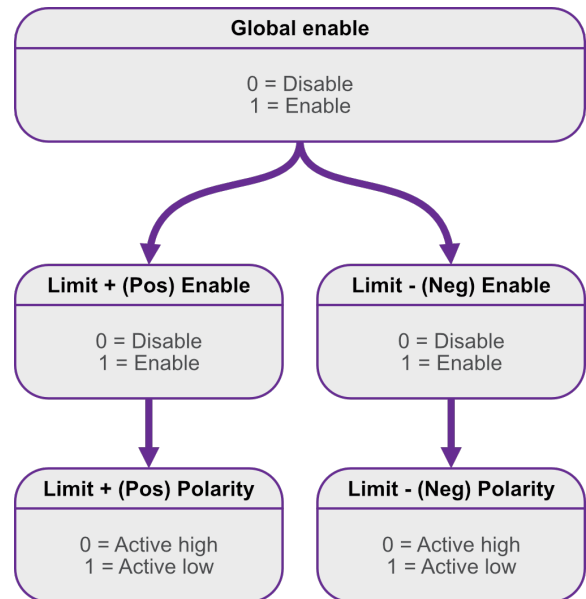 Global enable
0 = Disable
1 = Enable
Limit + (Pos) Enable
0 = Disable
1 = Enable
Limit - (Neg) Enable
0 = Disable
1 = Enable
Limit + (Pos) Polarity
0 = Active high
1 = Active low
Limit - (Neg) Polarity
0 = Active high
1 = Active low